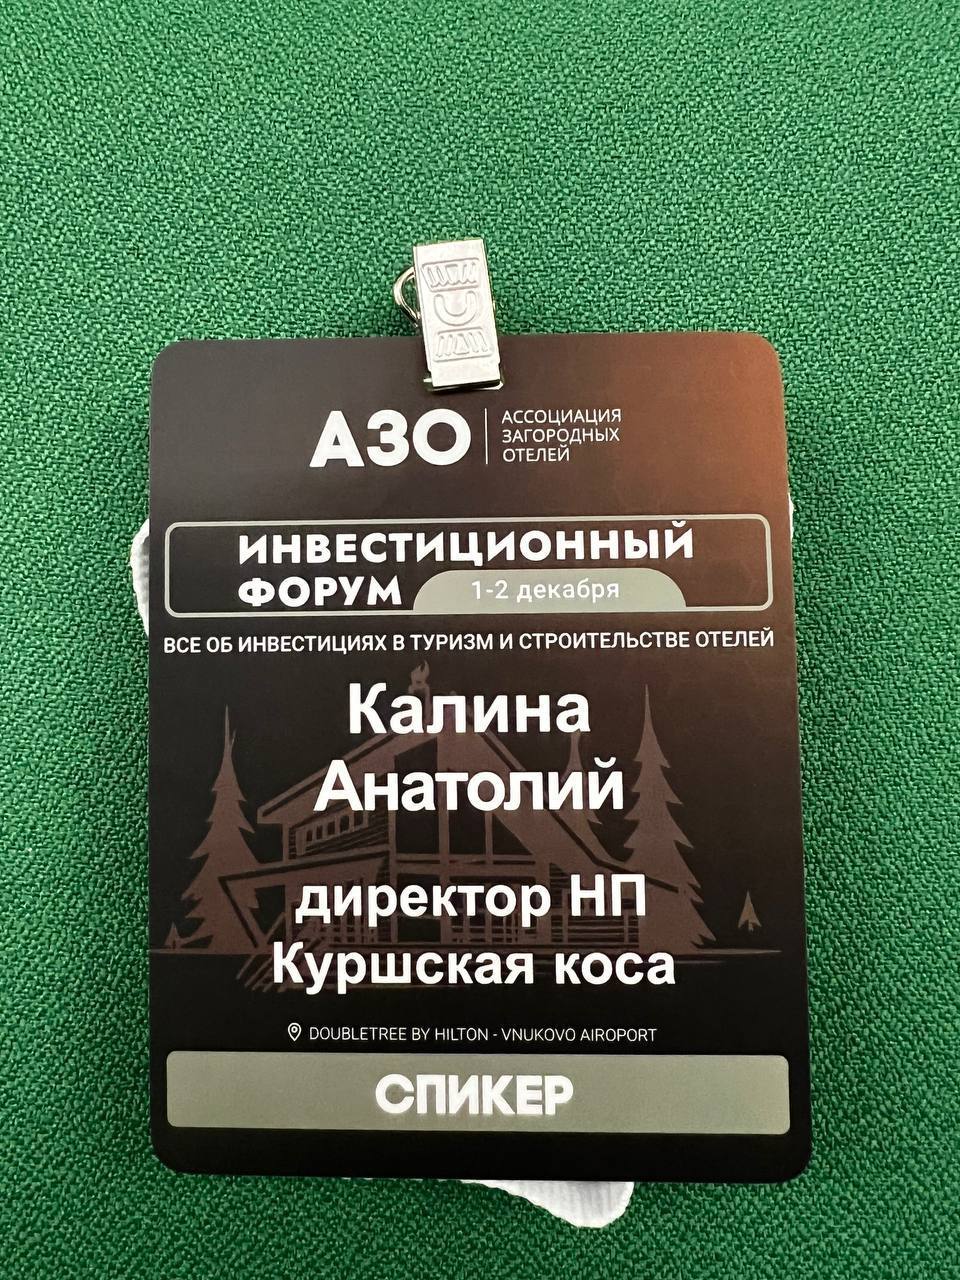 АЗО
АССОЦИАЦИЯ
ЗАГОРОДНЫХ
ОТЕЛЕЙ
ИНВЕСТИЦИОННЫЙ
ФОРУМ 1-2 декабря
ВСЕ ОБ ИНВЕСТИЦИЯХ В ТУРИЗМ И СТРОИТЕЛЬСТВЕ ОТЕЛЕЙ
Калина
Анатолий
директор НП
Куршская коса
DOUBLETREE BY HILTON - VNUKOVO AIROPORT
СПИКЕР